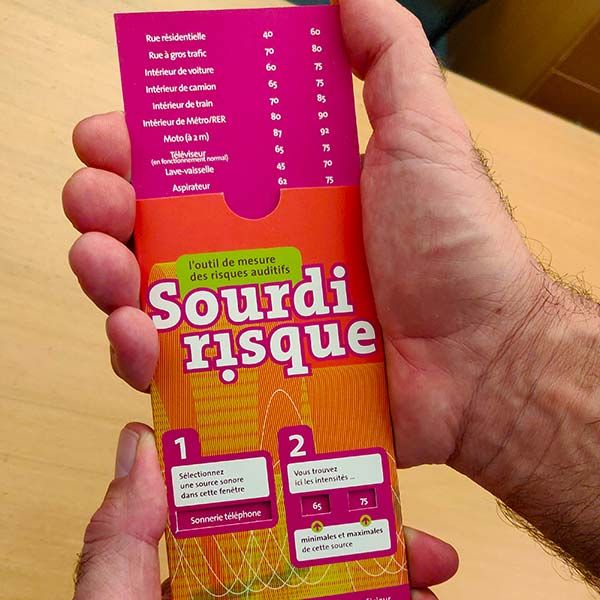 Rue résidentielle 40 60
Rue à gros trafic 70 80
Intérieur de voiture 60 75
Intérieur de camion 65 75
Intérieur de train 70 85
Intérieur de Métro/RER 80 90
Moto (à 2 m) 87 92
Téléviseur 65 75
(en fonctionnement normal)
Lave-vaisselle 45 70
Aspirateur 62 75
l'outil de mesure
des risques auditifs
Sourdi
risque
1
Sélectionnez
une source sonore
dans cette fenêtre
Sonnerie téléphone
2
Vous trouvez
ici les intensités ...
65 75
minimales et maximales
de cette source